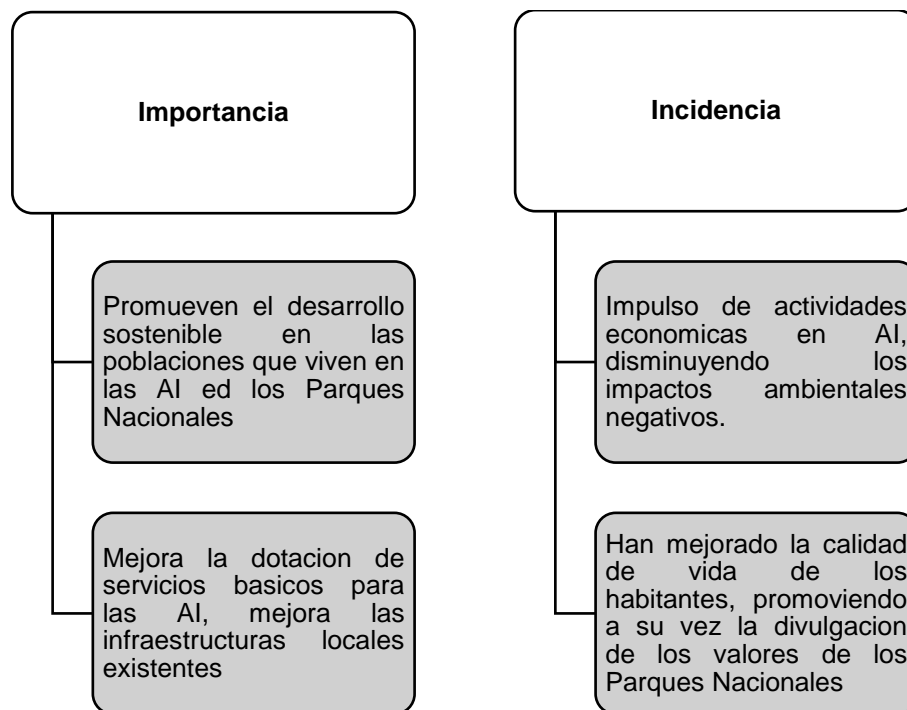 Importancia
Promueven el desarrollo
sostenible en las
poblaciones que viven en
las AI ed los Parques
Nacionales
Mejora la dotacion de
servicios basicos para
las AI, mejora las
infraestructuras locales
existentes
Incidencia
Impulso de actividades
economicas en AI,
disminuyendo los
impactos ambientales
negativos.
Han mejorado la calidad
de vida de los
habitantes, promoviendo
a su vez la divulgacion
de los valores de los
Parques Nacionales